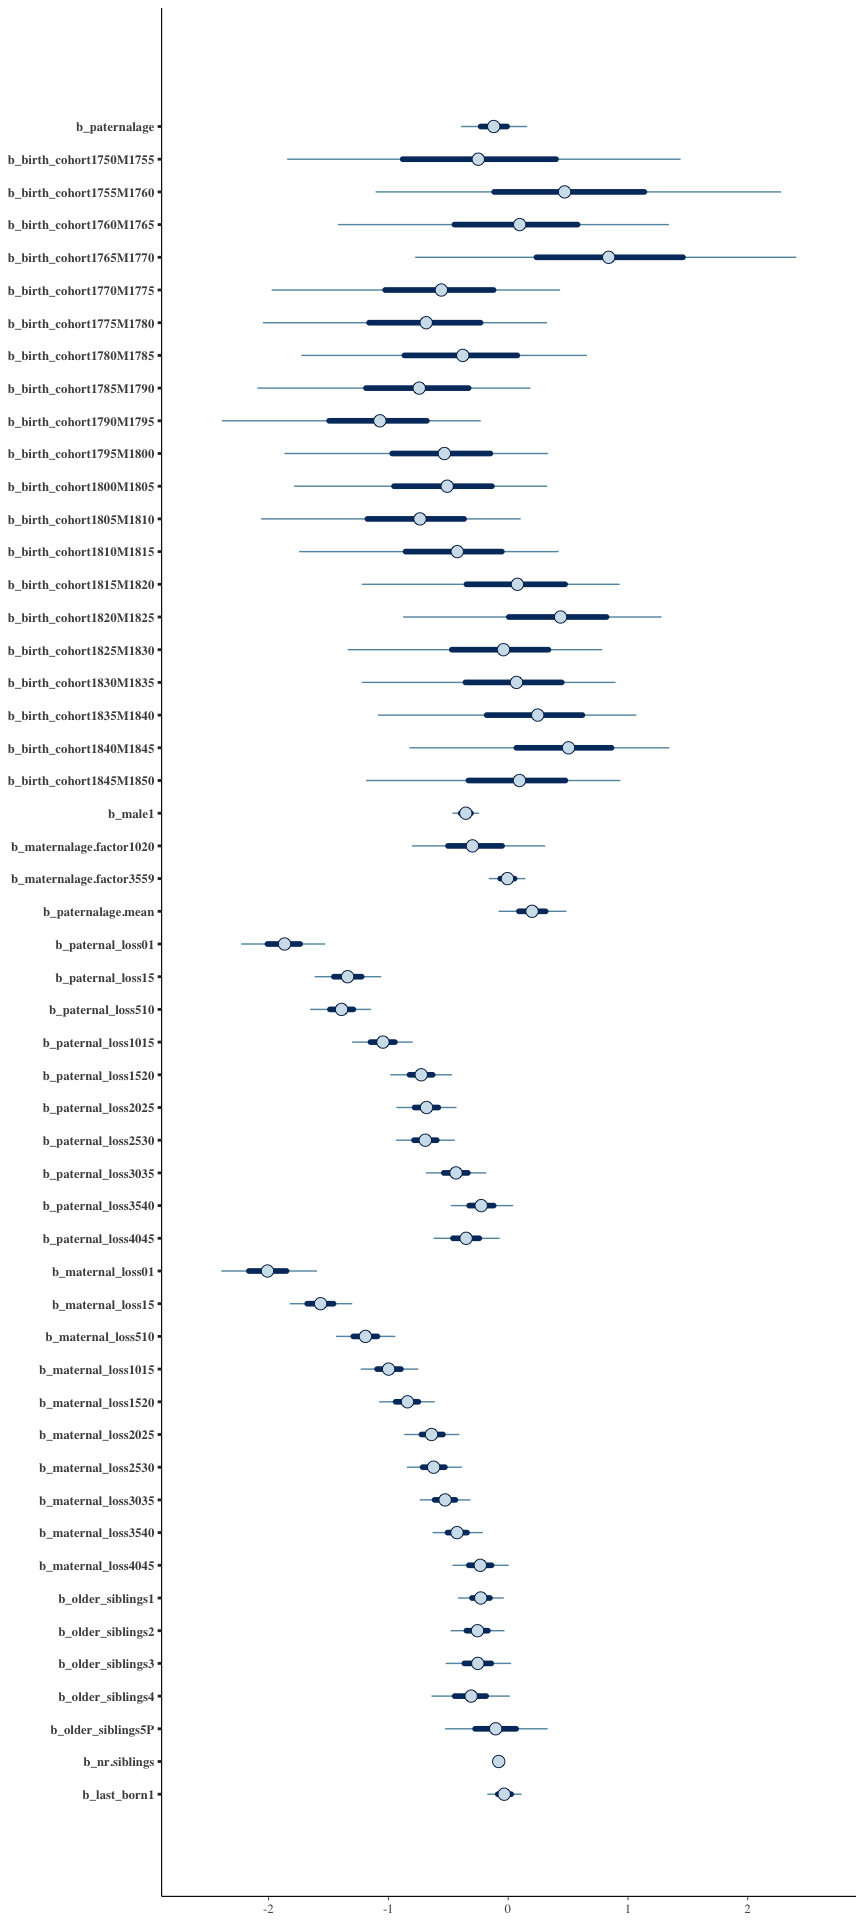 b_paternalage
b_birth_cohort1750M1755
b_birth_cohort1755M1760
b_birth_cohort1760M1765
b_birth_cohort1765M1770
b_birth_cohort1770M1775
b_birth_cohort1775M1780
b_birth_cohort1780M1785
b_birth_cohort1785M1790
b_birth_cohort1790M1795
b_birth_cohort1795M1800
b_birth_cohort1800M1805
b_birth_cohort1805M1810
b_birth_cohort1810M1815
b_birth_cohort1815M1820
b_birth_cohort1820M1825
b_birth_cohort1825M1830
b_birth_cohort1830M1835
b_birth_cohort1835M1840
b_birth_cohort1840M1845
b_birth_cohort1845M1850
b_male1
b_maternalage.factor1020
b_maternalage.factor3559
b_paternalage.mean
b_paternal_loss01
b_paternal_loss15
b_paternal_loss510
b_paternal_loss1015
b_paternal_loss1520
b_paternal_loss2025
b_paternal_loss2530
b_paternal_loss3035
b_paternal_loss3540
b_paternal_loss4045
b_maternal_loss01
b_maternal_loss15
b_maternal_loss510
b_maternal_loss1015
b_maternal_loss1520
b_maternal_loss2025
b_maternal_loss2530
b_maternal_loss3035
b_maternal_loss3540
b_maternal_loss4045
b_older_siblings1
b_older_siblings2
b_older_siblings3
b_older_siblings4
b_older_siblings5P
b_nr.siblings
b_last_born1
-2 -1 0 1 2